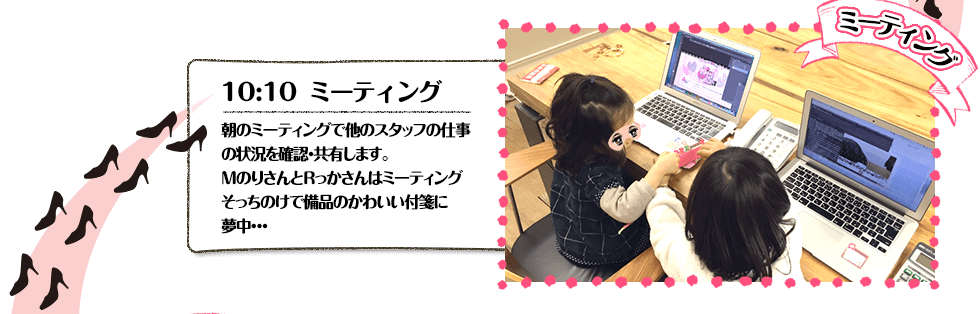 ミーティング
10:10 ミーティング
朝のミーティングで他のスタッフの仕事
の状況を確認・共有します。
MのりさんとRっかさんはミーティング
そっちのけで備品のかわいい付箋に
夢中・・・